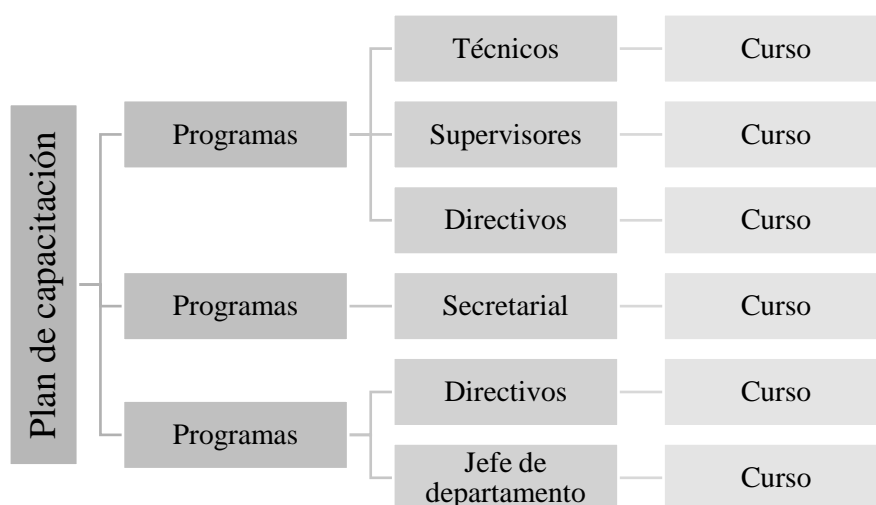 Plan de capacitación
Programas
Técnicos
Curso
Supervisores
Curso
Directivos
Curso
Programas
Secretarial
Curso
Programas
Directivos
Curso
Jefe de
departamento
Curso